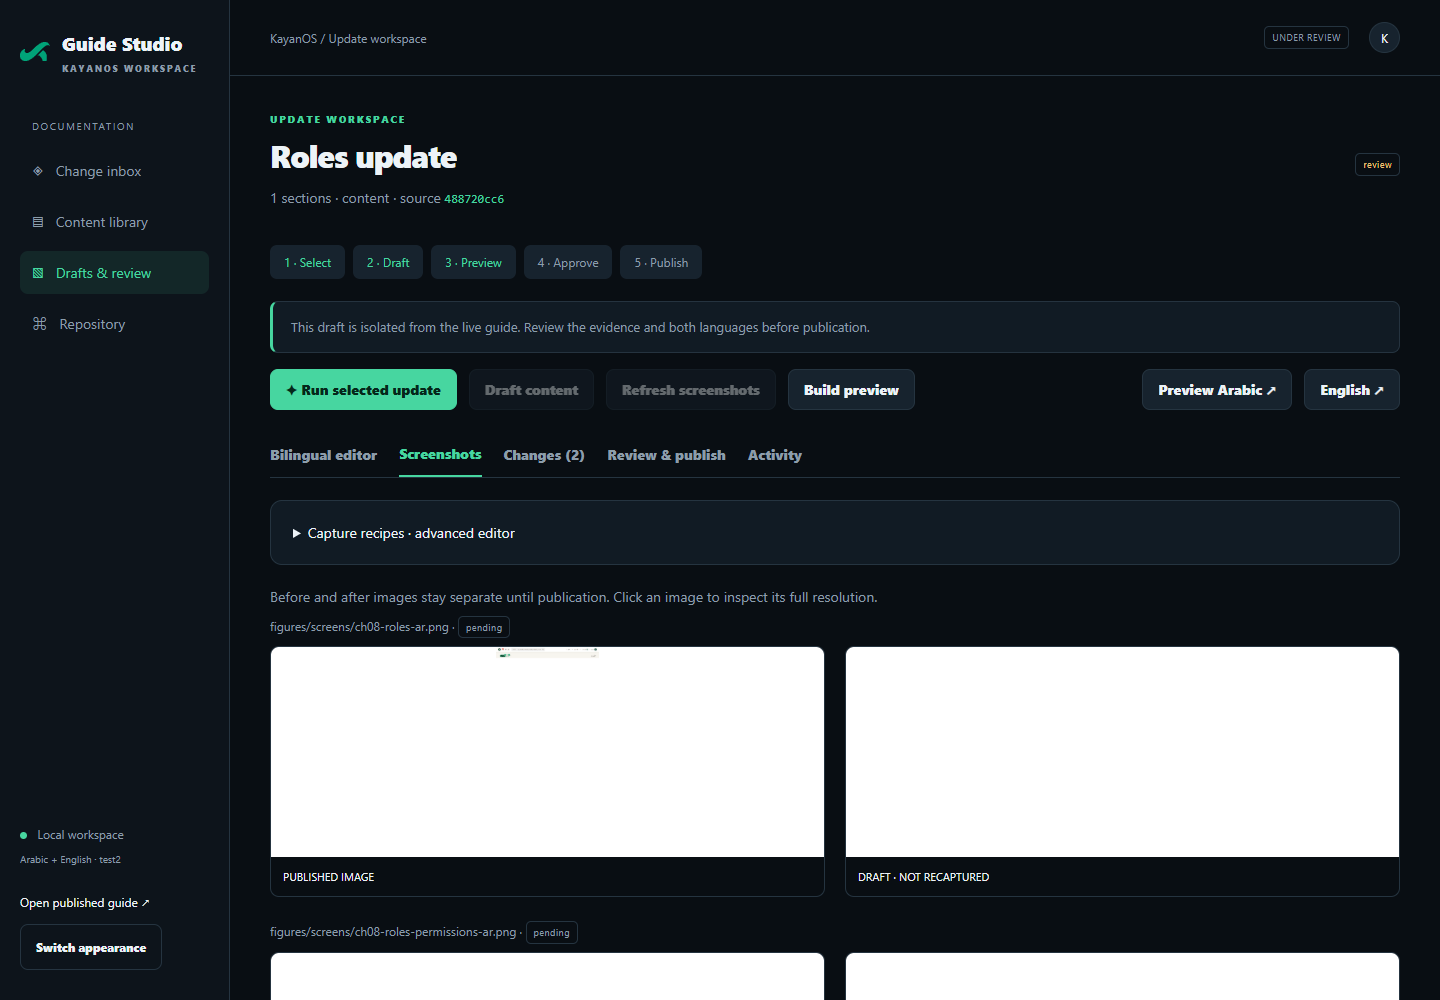 Guide Studio
KAYANOS WORKSPACE
DOCUMENTATION
Change inbox
Content library
Drafts & review
Repository
Local workspace
Arabic + English · test2
Open published guide ↗
Switch appearance
KayanOS / Update workspace
UNDER REVIEW
K
UPDATE WORKSPACE
Roles update
review
1 sections · content · source 488720cc6
1 · Select
2 · Draft
3 · Preview
4 · Approve
5 · Publish
This draft is isolated from the live guide. Review the evidence and both languages before publication.
✦ Run selected update
Draft content
Refresh screenshots
Build preview
Preview Arabic ↗
English ↗
Bilingual editor
Screenshots
Changes (2)
Review & publish
Activity
▶ Capture recipes · advanced editor
Before and after images stay separate until publication. Click an image to inspect its full resolution.
figures/screens/ch08-roles-ar.png · pending
PUBLISHED IMAGE
DRAFT · NOT RECAPTURED
figures/screens/ch08-roles-permissions-ar.png · pending